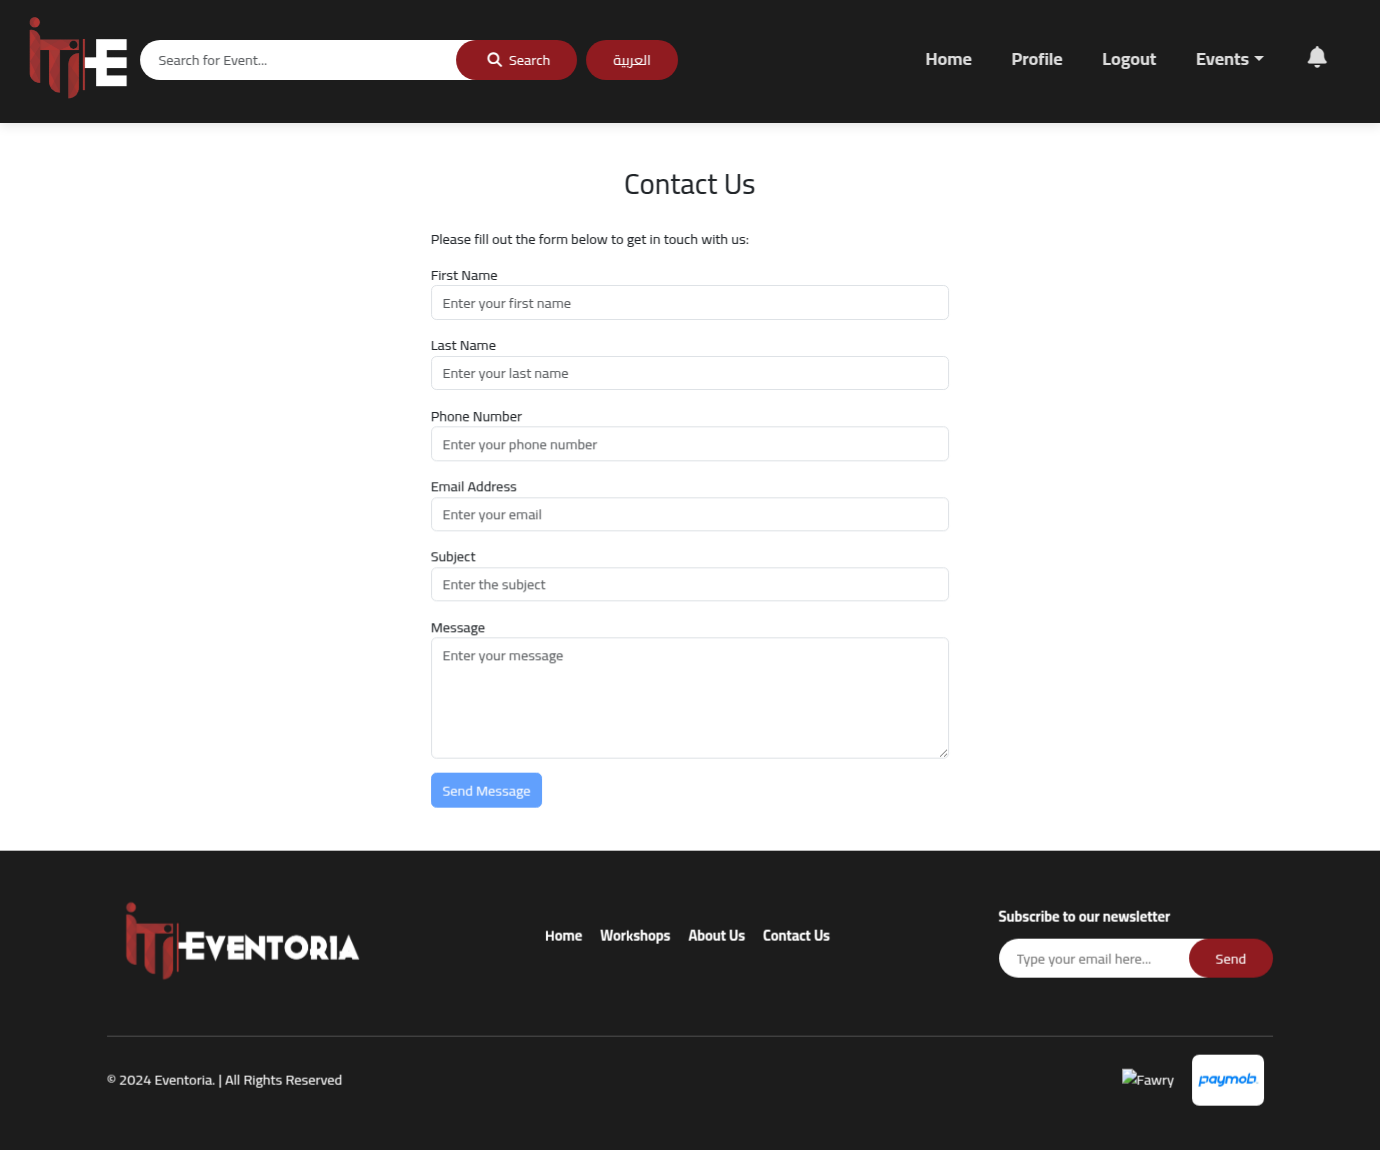 iTi-E
Search for Event...
Search
العربية
Home
Profile
Logout
Events
Contact Us
Please fill out the form below to get in touch with us:
First Name
Enter your first name
Last Name
Enter your last name
Phone Number
Enter your phone number
Email Address
Enter your email
Subject
Enter the subject
Message
Enter your message
Send Message
iTi-EVENTORIA
Home
Workshops
About Us
Contact Us
Subscribe to our newsletter
Type your email here...
Send
© 2024 Eventoria. | All Rights Reserved
Fawry
paymob